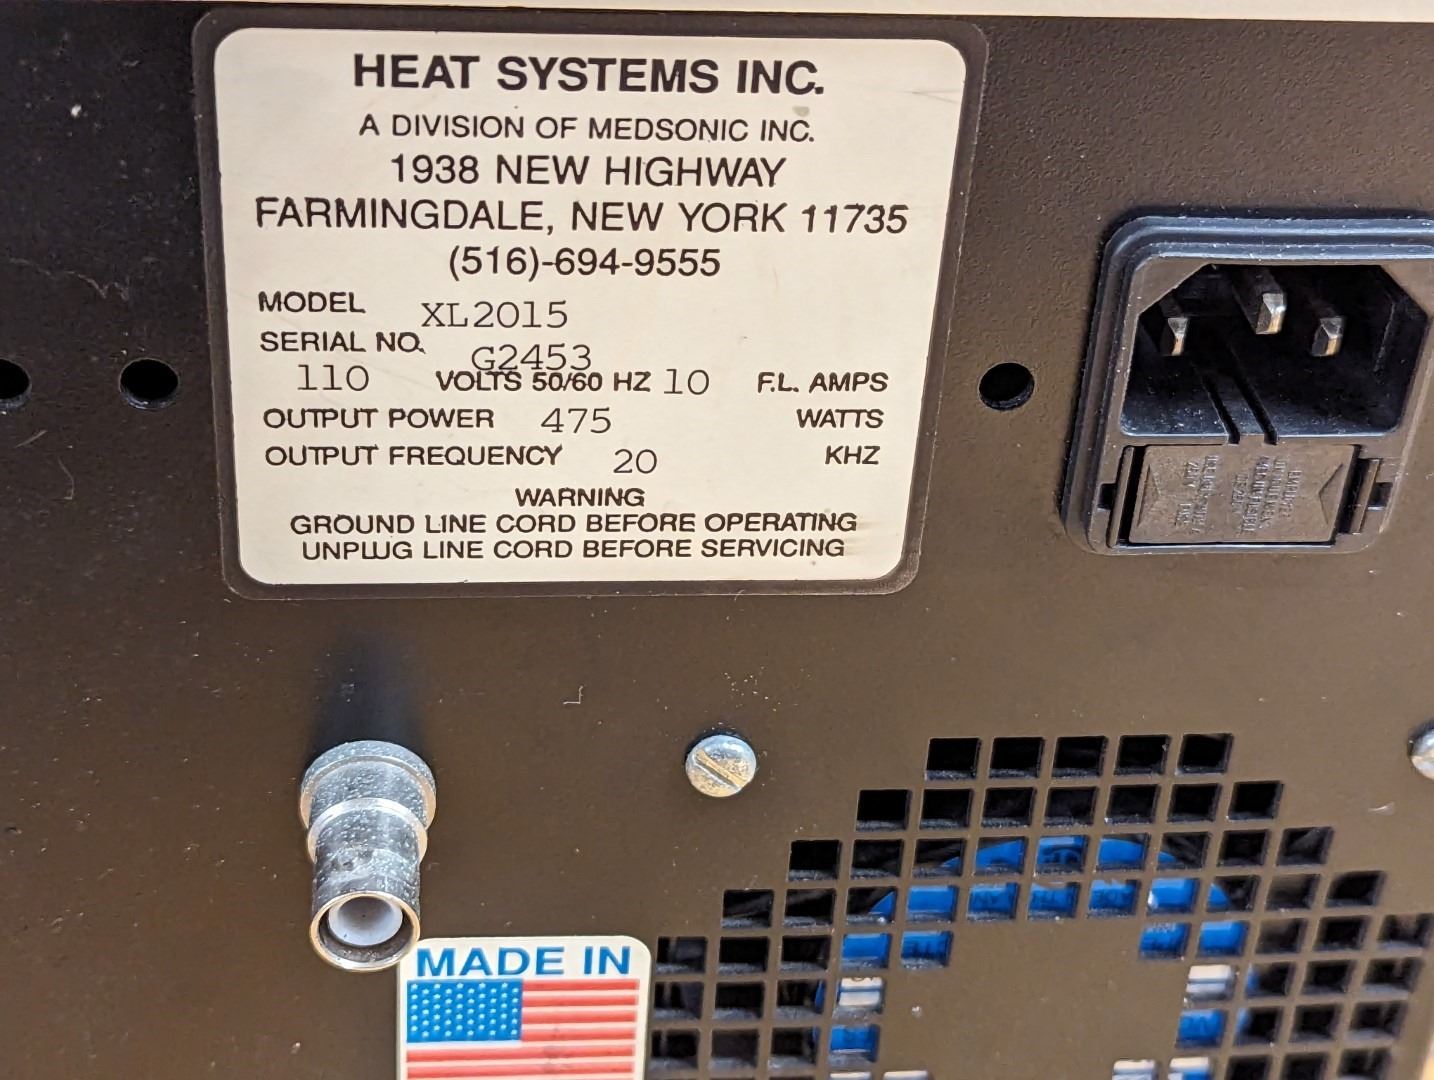 HEAT SYSTEMS INC.
A DIVISION OF MEDSONIC INC.
1938 NEW HIGHWAY
FARMINGDALE, NEW YORK 11735
(516)-694-9555
MODEL XL2015
SERIAL NO. G2453
110 VOLTS 50/60 HZ 10 F.L. AMPS
OUTPUT POWER 475 WATTS
OUTPUT FREQUENCY 20 KHZ
WARNING
GROUND LINE CORD BEFORE OPERATING
UNPLUG LINE CORD BEFORE SERVICING
MADE IN